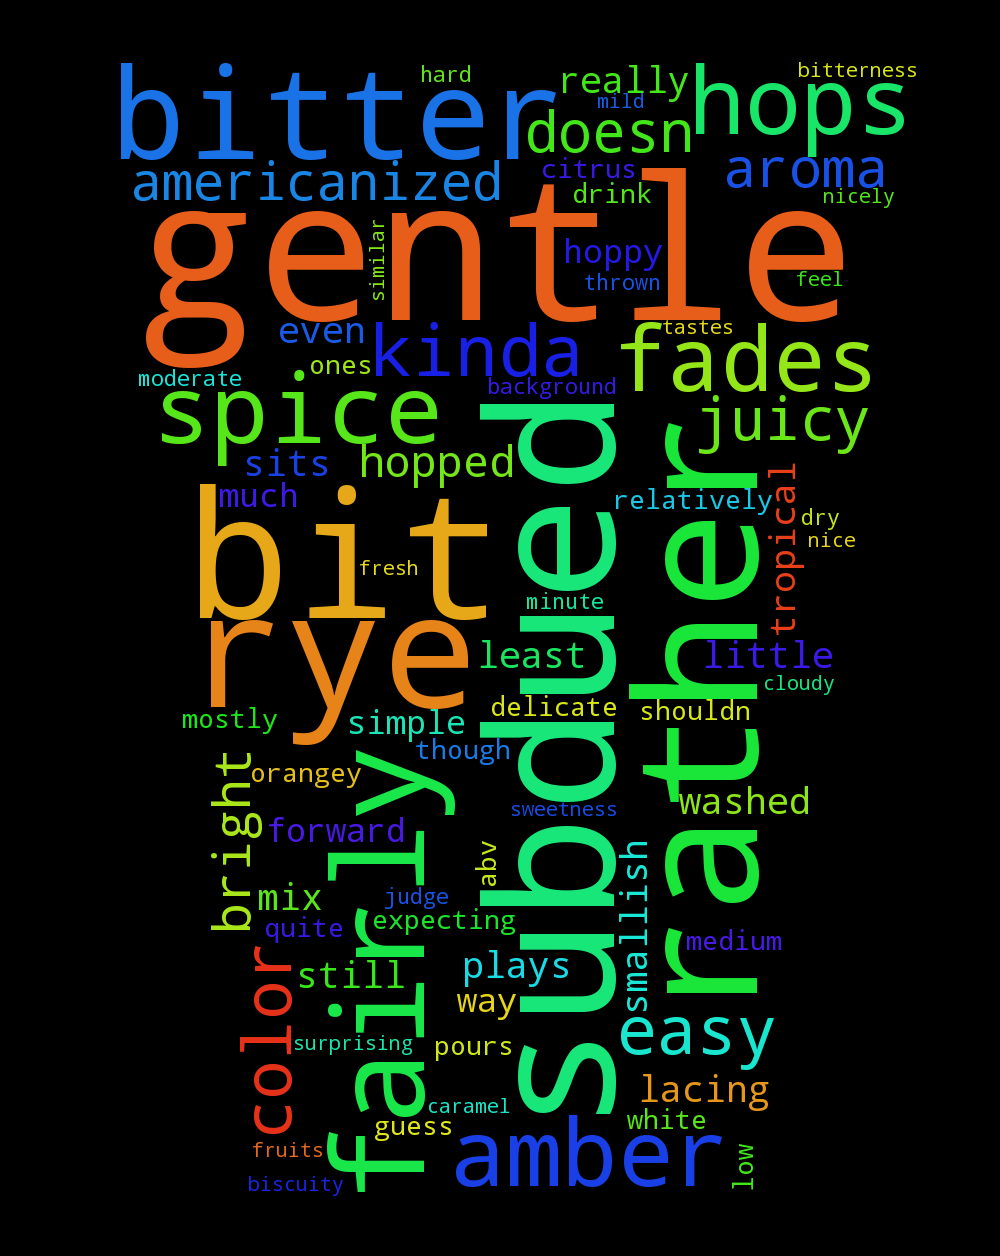 bitter
hard
really
mild
bitterness
hops
doesn
americanized
citrus
aroma
drink
nicely
gentle
similar
hoppy
thrown
feel
even
kinda
tastes
fades
ones
moderate
background
spice
juicy
sits
hopped
much
relatively
tropical
dry
nice
bit
fresh
subdued
rather
minute
rye
least
little
cloudy
mostly
simple
delicate
shouldn
though
orangey
bright
fairly
sweetness
washed
forward
abv
smallish
mix
judge
quite
expecting
medium
color
still
plays
way
easy
surprising
pours
lacing
caramel
guess
white
fruits
amber
low
biscuity